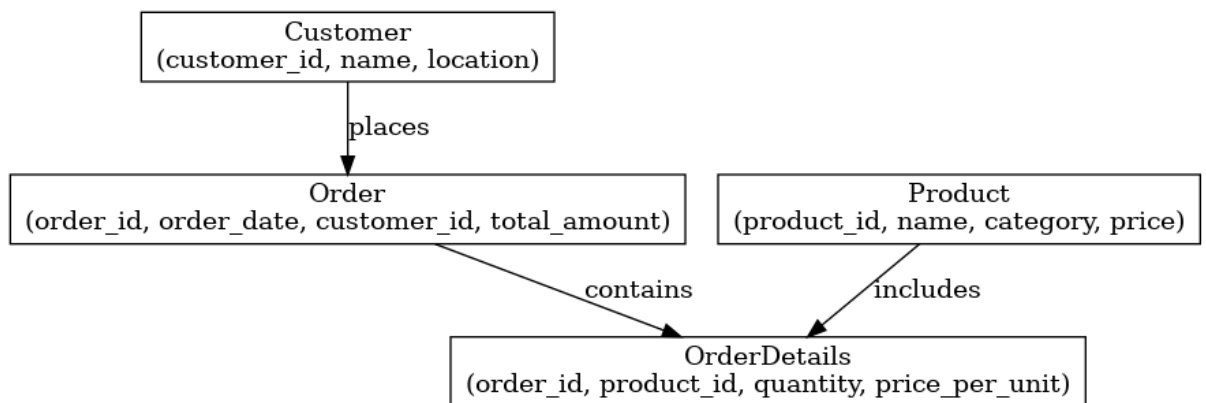 Customer
(customer_id, name, location)
places
Order
(order_id, order_date, customer_id, total_amount)
Product
(product_id, name, category, price)
contains
includes
OrderDetails
(order_id, product_id, quantity, price_per_unit)